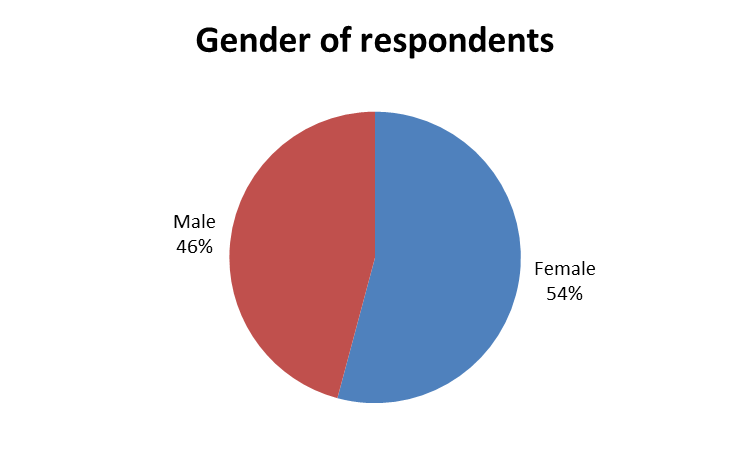 Gender of respondents
Male
46%
Female
54%